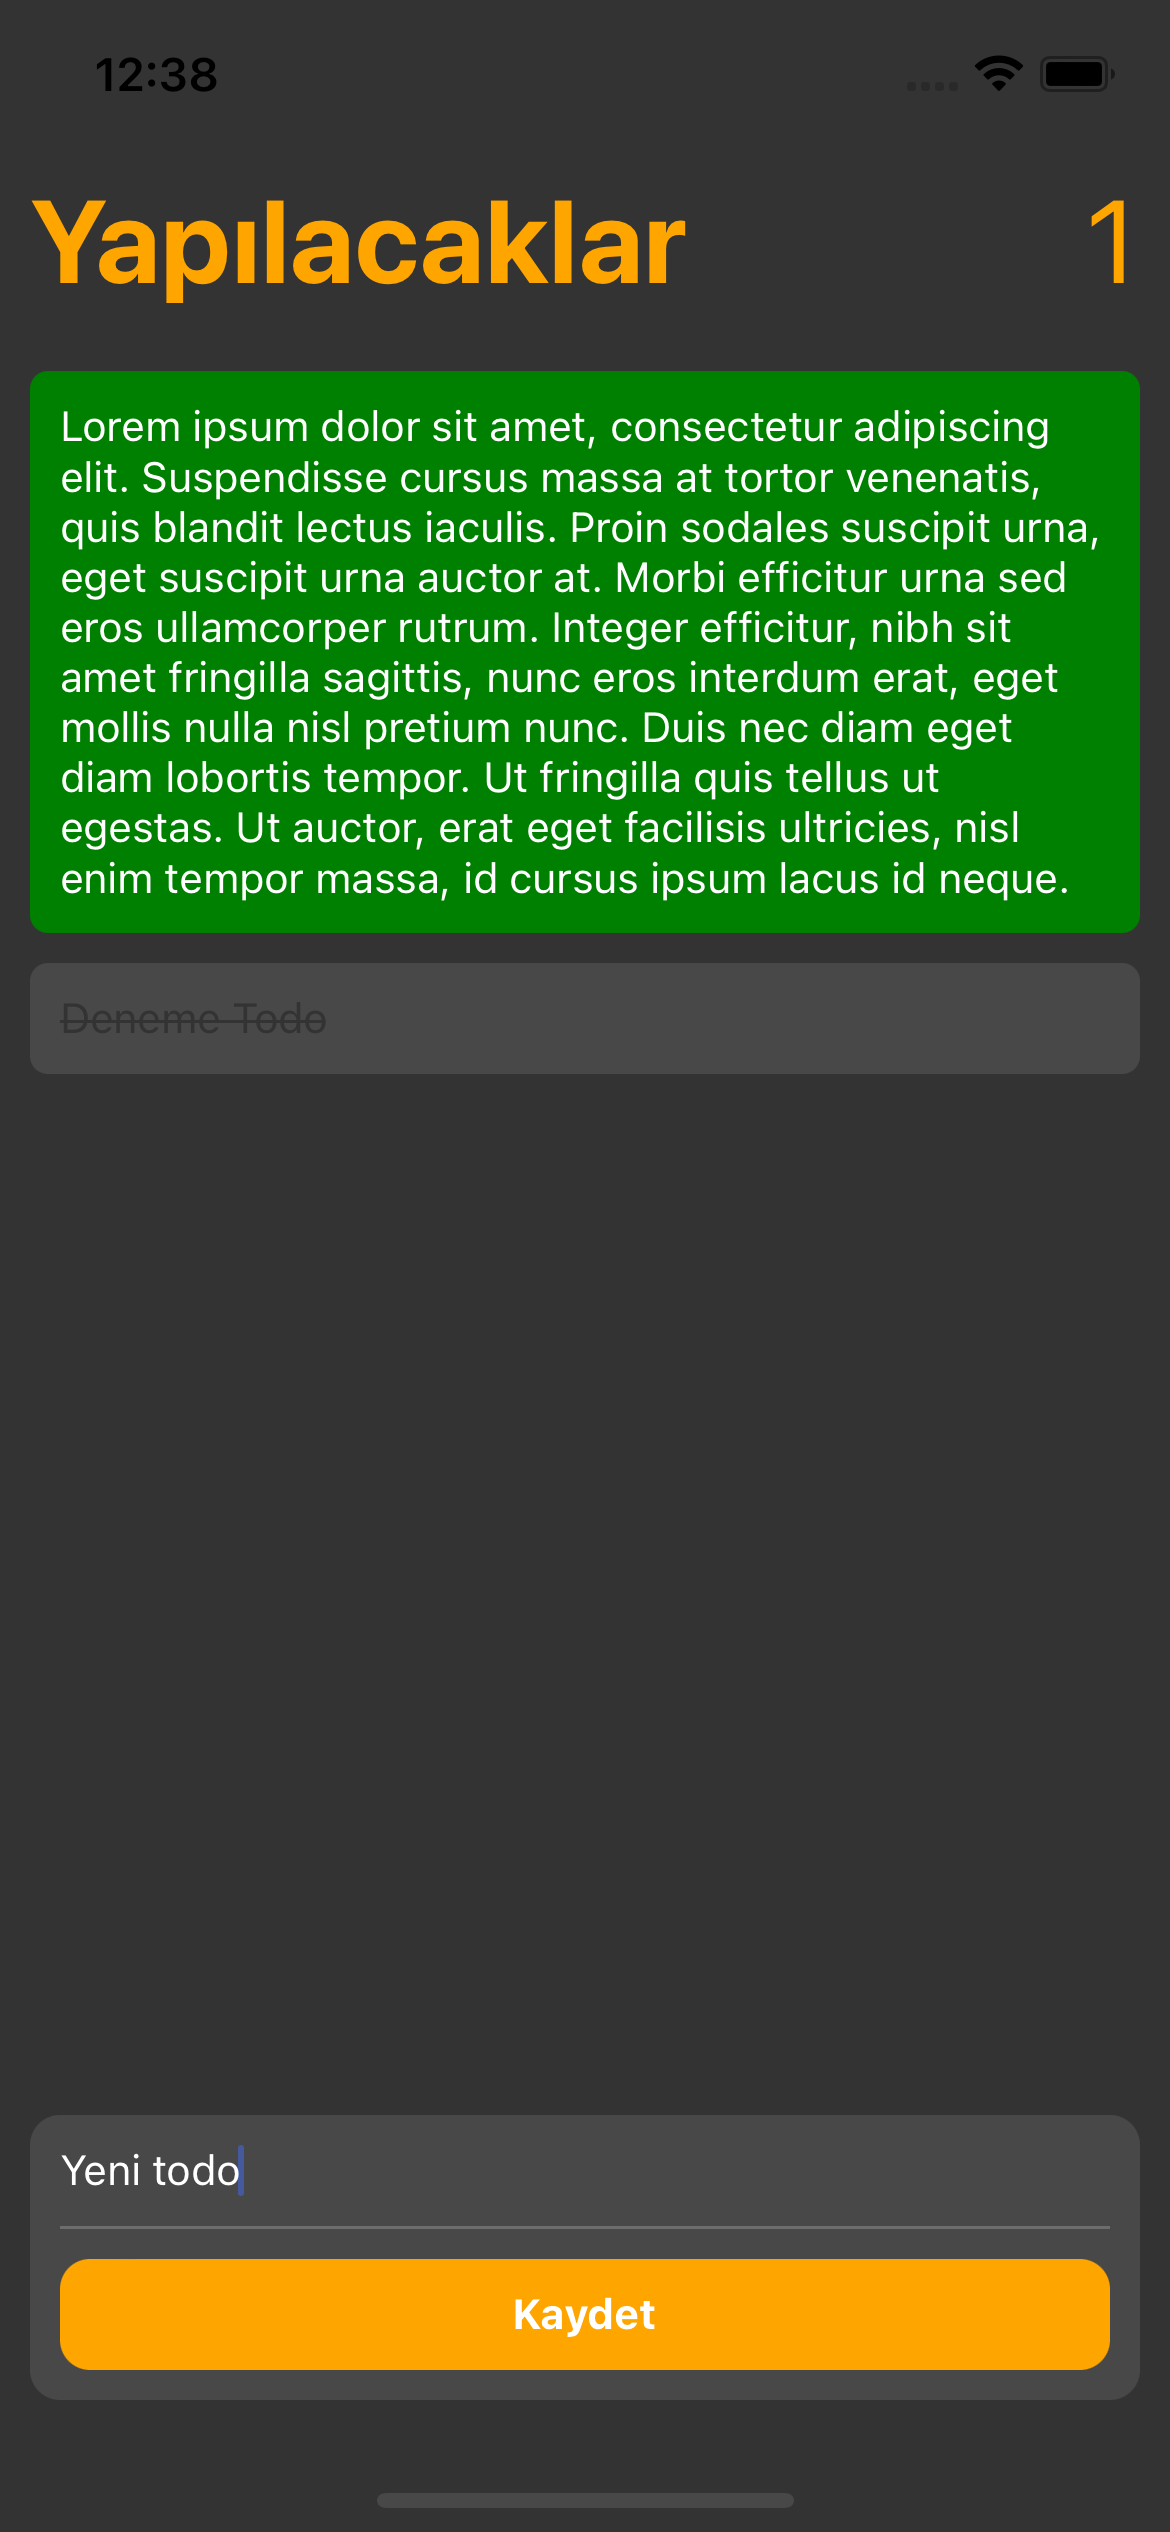 12:38
Yapılacaklar 1
Lorem ipsum dolor sit amet, consectetur adipiscing
elit. Suspendisse cursus massa at tortor venenatis,
quis blandit lectus iaculis. Proin sodales suscipit urna,
eget suscipit urna auctor at. Morbi efficitur urna sed
eros ullamcorper rutrum. Integer efficitur, nibh sit
amet fringilla sagittis, nunc eros interdum erat, eget
mollis nulla nisl pretium nunc. Duis nec diam eget
diam lobortis tempor. Ut fringilla quis tellus ut
egestas. Ut auctor, erat eget facilisis ultricies, nisl
enim tempor massa, id cursus ipsum lacus id neque.
Deneme Todo
Yeni todo
Kaydet